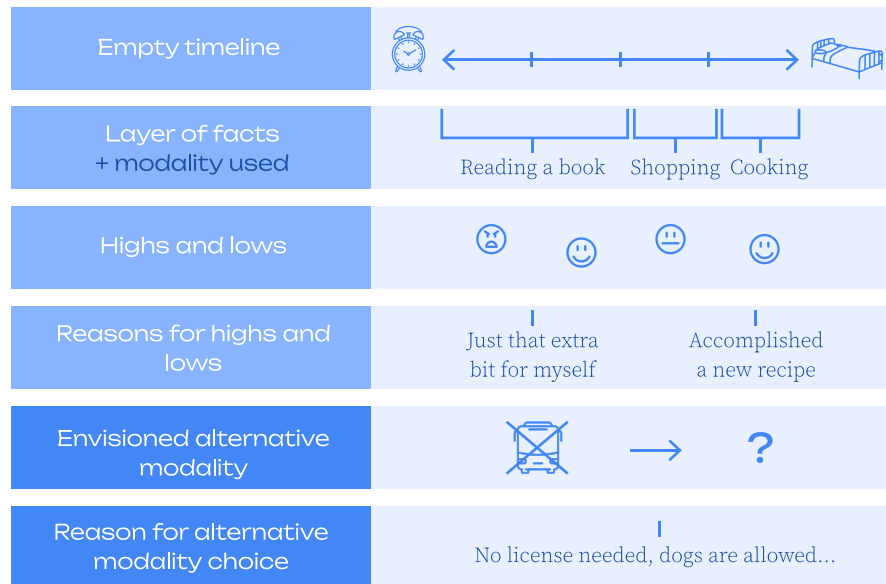 Empty timeline
Layer of facts
+ modality used
Reading a book
Shopping
Cooking
Highs and lows
Reasons for highs and
lows
Just that extra
bit for myself
Accomplished
a new recipe
Envisioned alternative
modality
?
Reason for alternative
modality choice
No license needed, dogs are allowed...